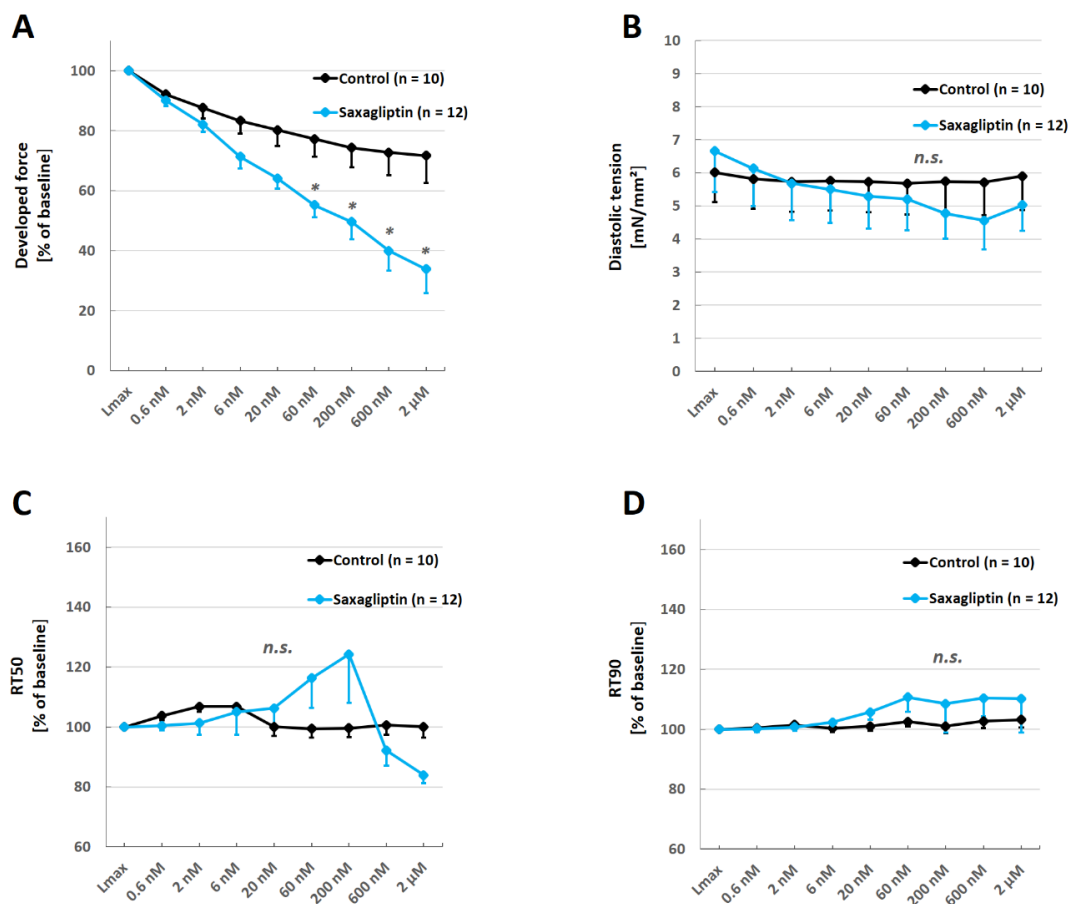 A
Developed force
[% of baseline]
100
80
60
40
20
0
Control (n = 10)
Saxagliptin (n = 12)
*
*
*
*
Lmax
0.6 nM
2 nM
6 nM
20 nM
60 nM
200 nM
600 nM
2 µM
B
Diastolic tension
[mN/mm²]
10
9
8
7
6
5
4
3
2
1
0
Control (n = 10)
Saxagliptin (n = 12)
n.s.
Lmax
0.6 nM
2 nM
6 nM
20 nM
60 nM
200 nM
600 nM
2 µM
C
RT50
[% of baseline]
160
140
120
100
80
60
Control (n = 10)
Saxagliptin (n = 12)
n.s.
Lmax
0.6 nM
2 nM
6 nM
20 nM
60 nM
200 nM
600 nM
2 µM
D
RT90
[% of baseline]
160
140
120
100
80
60
Control (n = 10)
Saxagliptin (n = 12)
n.s.
Lmax
0.6 nM
2 nM
6 nM
20 nM
60 nM
200 nM
600 nM
2 µM